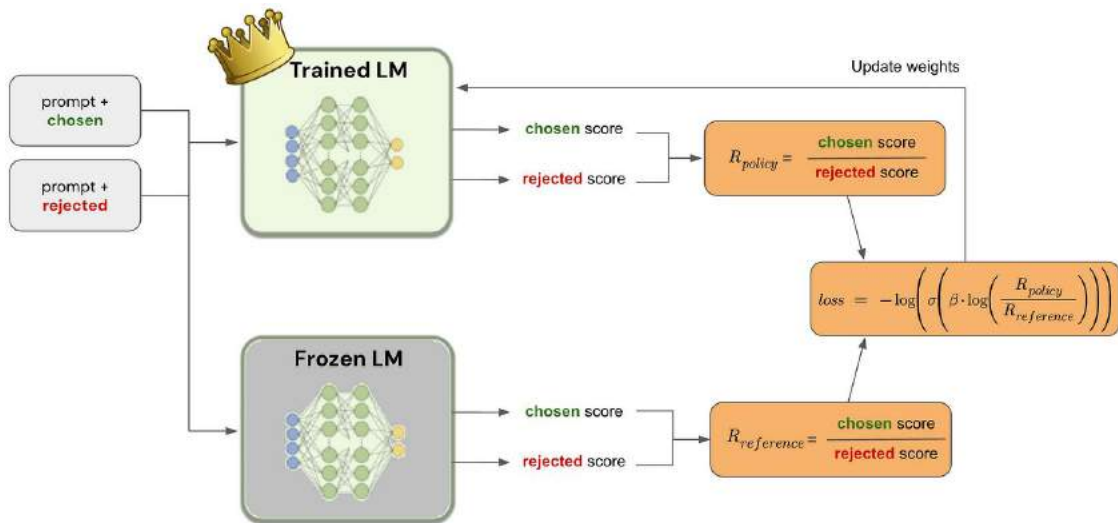 Trained LM
Update weights
prompt +
chosen
prompt +
rejected
chosen score
rejected score
R_policy = chosen score / rejected score
loss = −log(σ(β·log(R_policy / R_reference)))
Frozen LM
chosen score
rejected score
R_reference = chosen score / rejected score